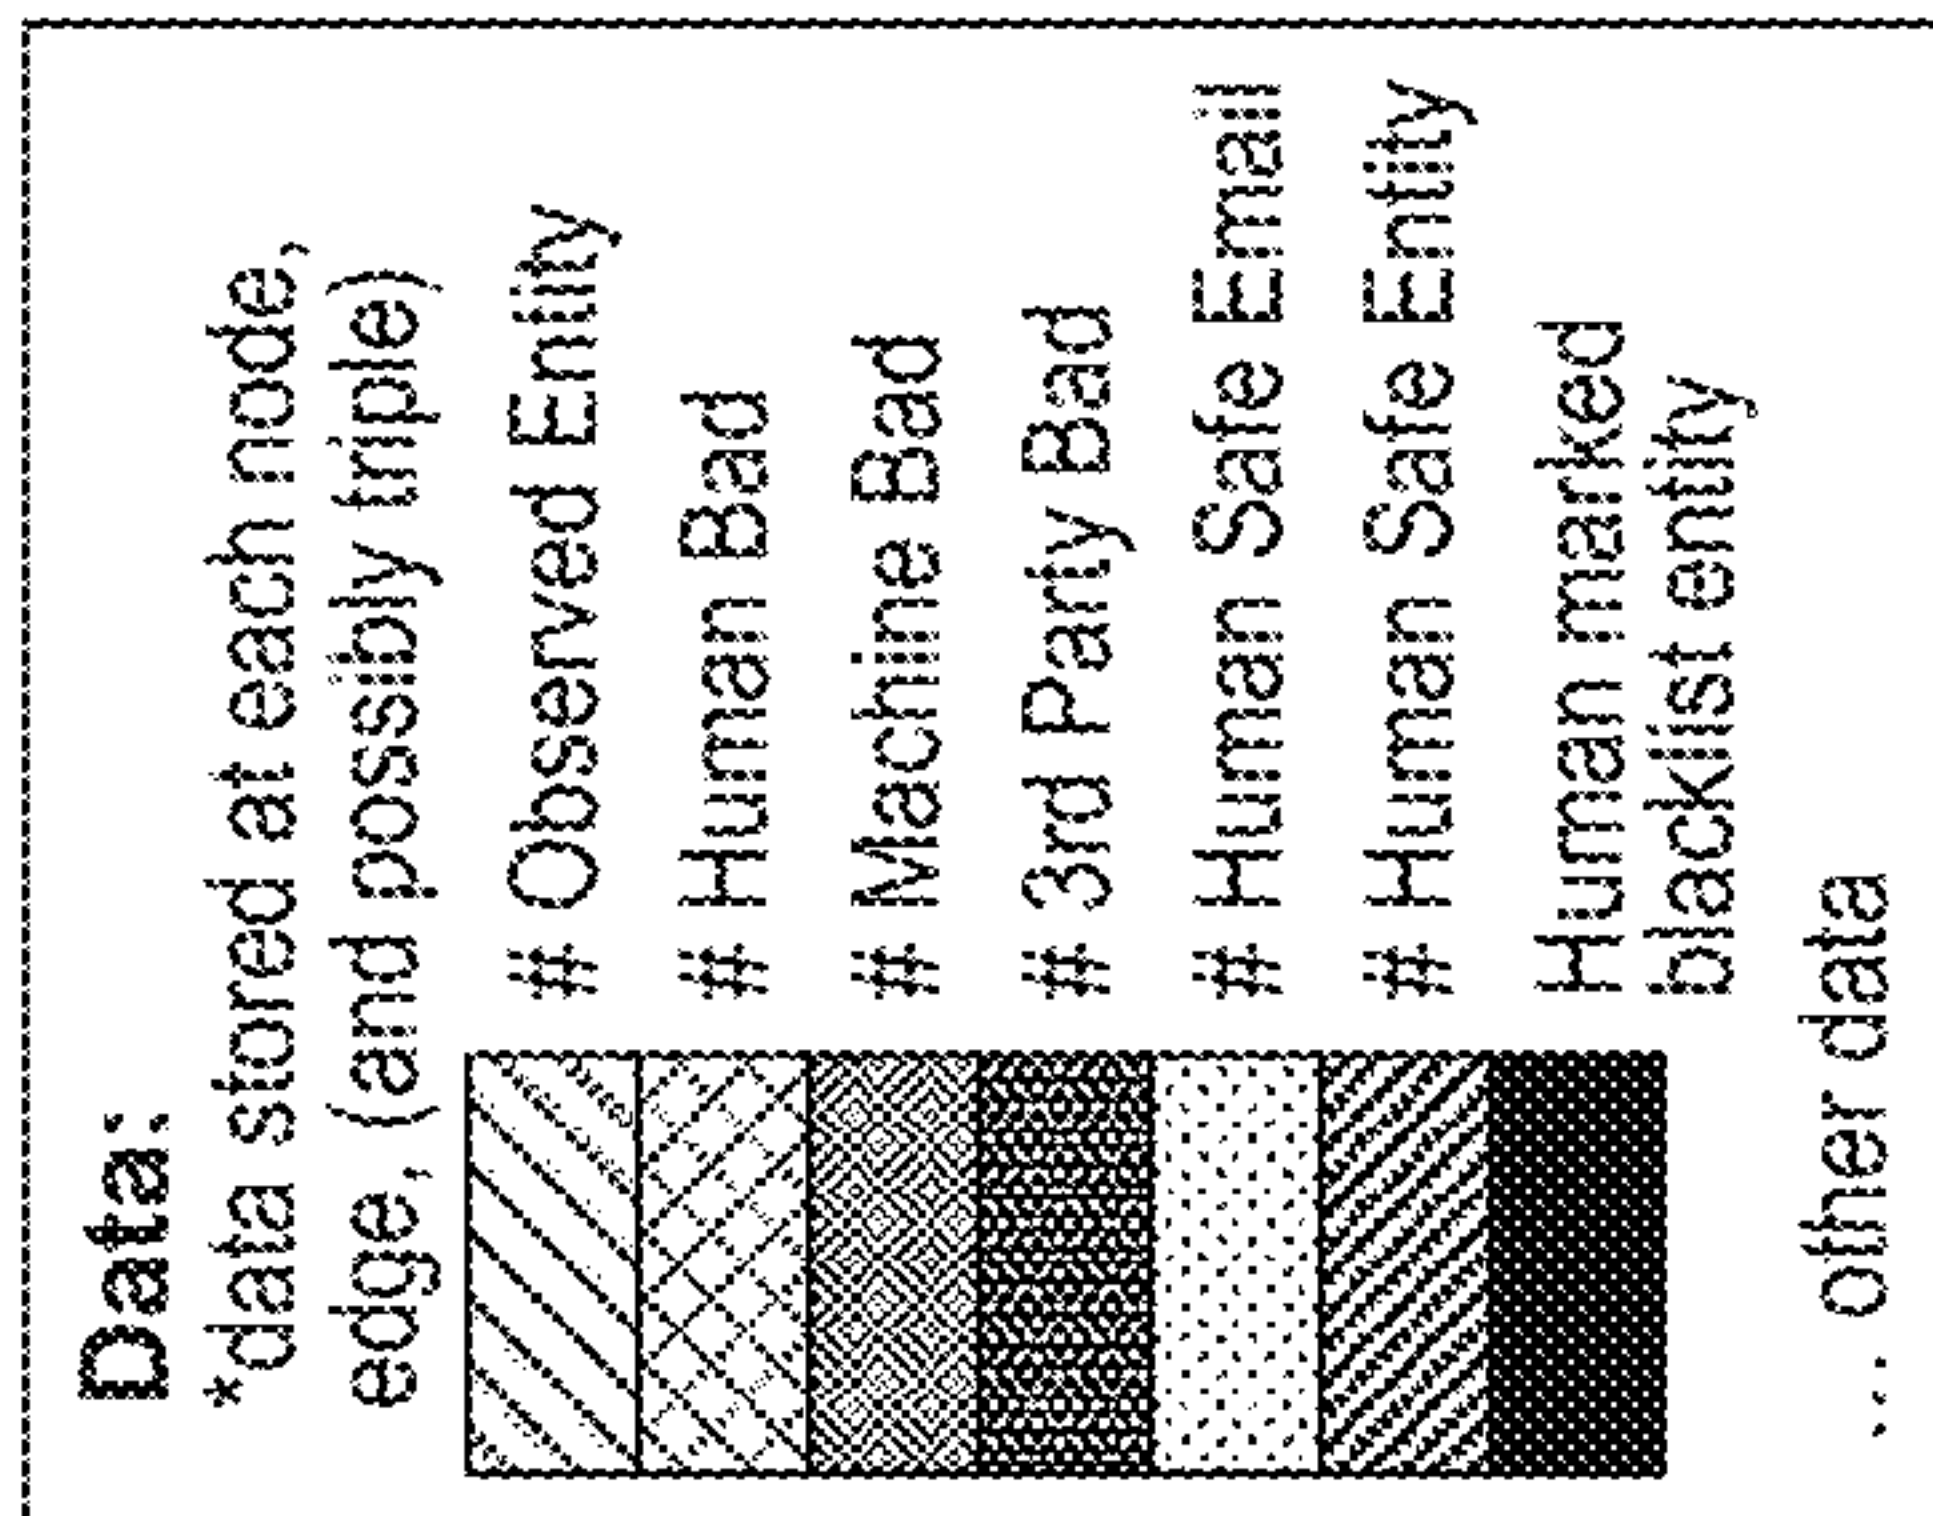 Data:
*data stored at each node,
edge, (and possibly triple)
# Observed Entity
# Human Bad
# Machine Bad
# 3rd Party Bad
# Human Safe Email
# Human Safe Entity
Human marked
blacklist entity
... other data